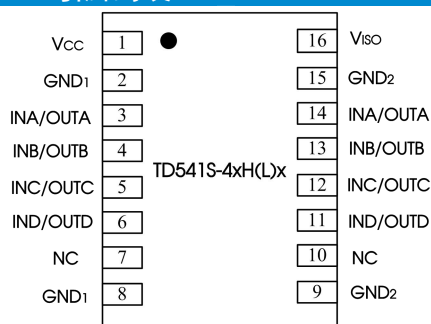 Vcc 1 16 VISO
GND1 2 15 GND2
INA/OUTA 3 14 INA/OUTA
INB/OUTB 4 13 INB/OUTB
TD541S-4xH(L)x
INC/OUTC 5 12 INC/OUTC
IND/OUTD 6 11 IND/OUTD
NC 7 10 NC
GND1 8 9 GND2